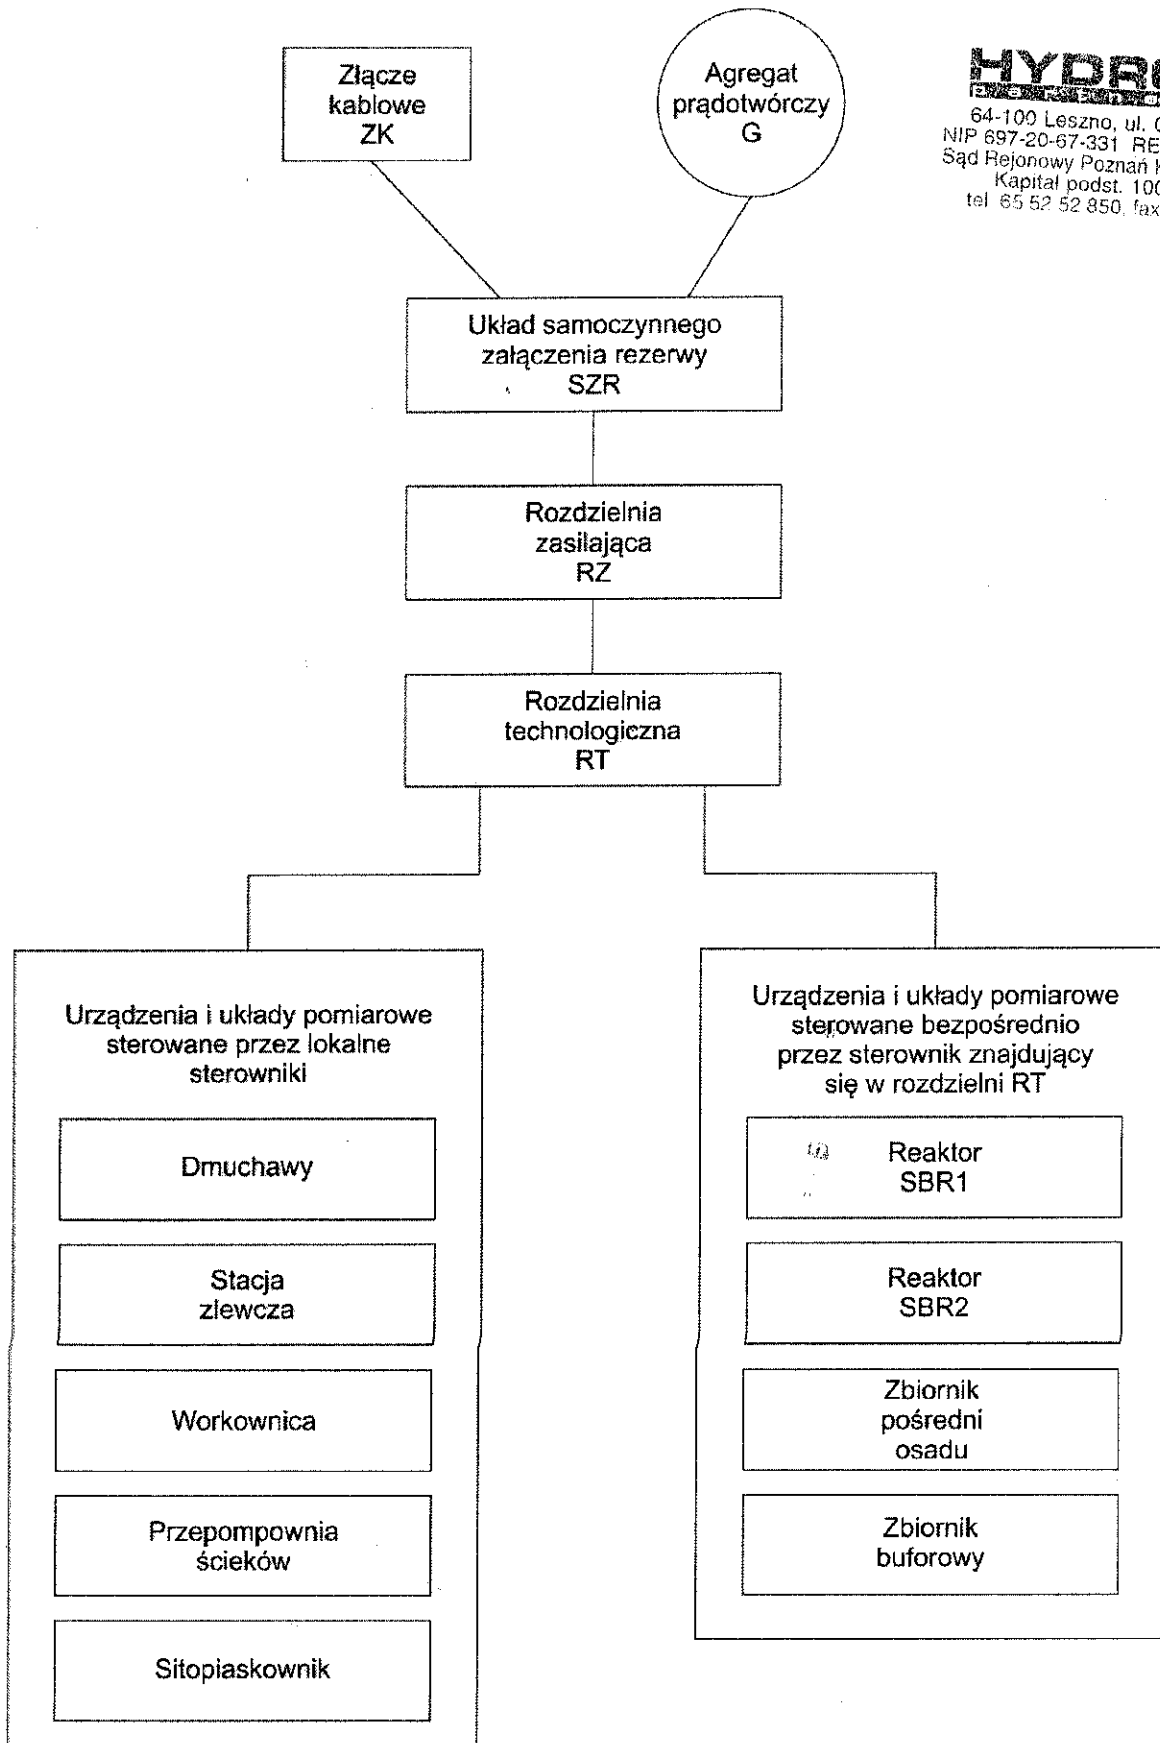 Złącze
kablowe
ZK
Agregat
prądotwórczy
G
64-100 Leszno, ul.
NIP 697-20-67-331
Sąd Rejonowy Poznań
Kapitał podst.
tel 65 52 52 850, fax
Układ samoczynnego
załączenia rezerwy
SZR
Rozdzielnia
zasilająca
RZ
Rozdzielnia
technologiczna
RT
Urządzenia i układy pomiarowe
sterowane przez lokalne
sterowniki
Dmuchawy
Stacja
zlewcza
Workownica
Przepompownia
ścieków
Sitopiaskownik
Urządzenia i układy pomiarowe
sterowane bezpośrednio
przez sterownik znajdujący
się w rozdzielni RT
Reaktor
SBR1
Reaktor
SBR2
Zbiornik
pośredni
osadu
Zbiornik
buforowy